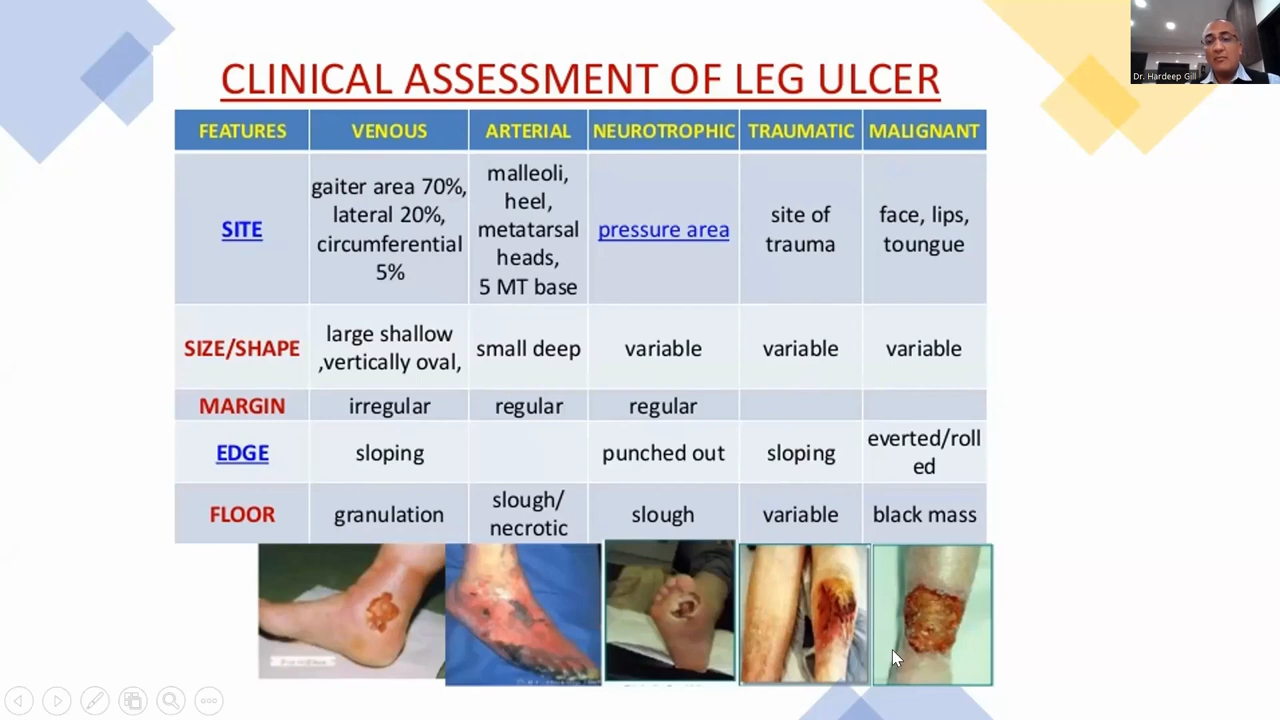 Dr. Hardeep Gill
CLINICAL ASSESSMENT OF LEG ULCER
FEATURES VENOUS ARTERIAL NEUROTROPHIC TRAUMATIC MALIGNANT
SITE
gaiter area 70%,
lateral 20%,
circumferential
5%
malleoli,
heel,
metatarsal
heads,
5 MT base
pressure area
site of
trauma
face, lips,
toungue
SIZE/SHAPE
large shallow
,vertically oval,
small deep
variable
variable
variable
MARGIN
irregular
regular
regular
EDGE
sloping
punched out
sloping
everted/roll
ed
FLOOR
granulation
slough/
necrotic
slough
variable
black mass